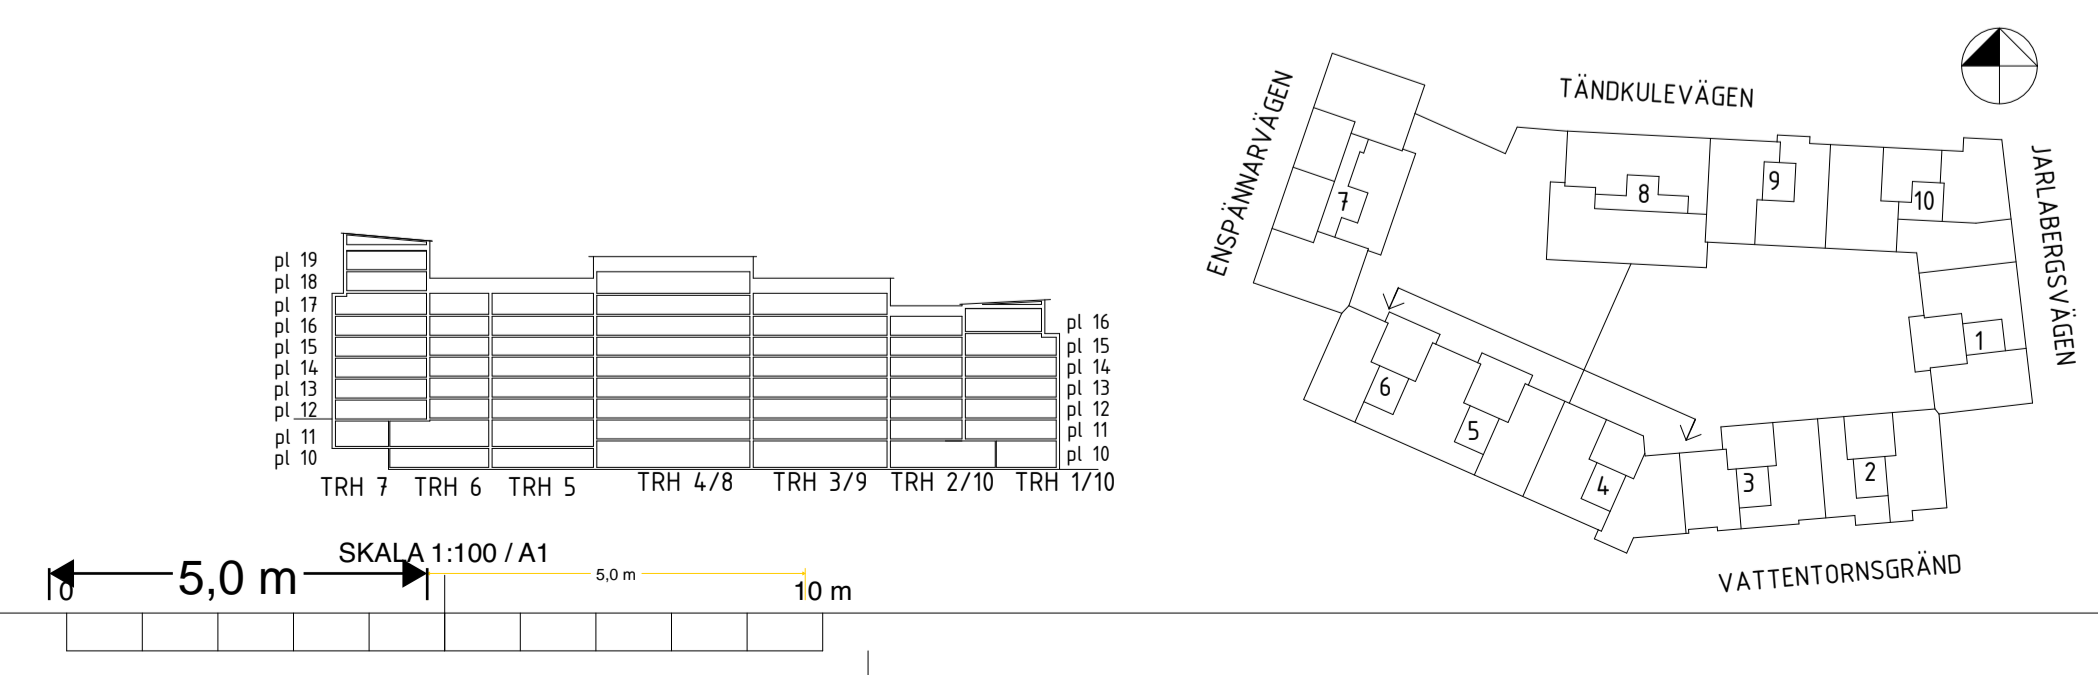 pl 19
pl 18
pl 17
pl 16
pl 15
pl 14
pl 13
pl 12
pl 11
pl 10
pl 16
pl 15
pl 14
pl 13
pl 12
pl 11
pl 10
TRH 7 TRH 6 TRH 5 TRH 4/8 TRH 3/9 TRH 2/10 TRH 1/10
SKALA 1:100 / A1
5,0 m
5,0 m
0
10 m
ENSPÄNNARVÄGEN
TÄNDKULEVÄGEN
JARLABERGSVÄGEN
7
8
9
10
1
6
5
4
3
2
VATTENTORNSGRÄND